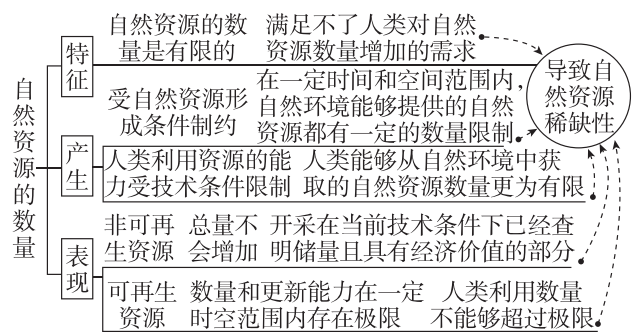 自然资源的数量
特征
自然资源的数
量是有限的
满足不了人类对自然
资源数量增加的需求
产生
受自然资源形
成条件制约
在一定时间和空间范围内,
自然环境能够提供的自然
资源都有一定的数量限制
人类利用资源的能
力受技术条件限制
人类能够从自然环境中获
取的自然资源数量更为有限
表现
非可再
生资源
总量不
会增加
开采在当前技术条件下已经查
明储量且具有经济价值的部分
可再生
资源
数量和更新能力在一定
时空范围内存在极限
人类利用数量
不能够超过极限
导致自
然资源
稀缺性